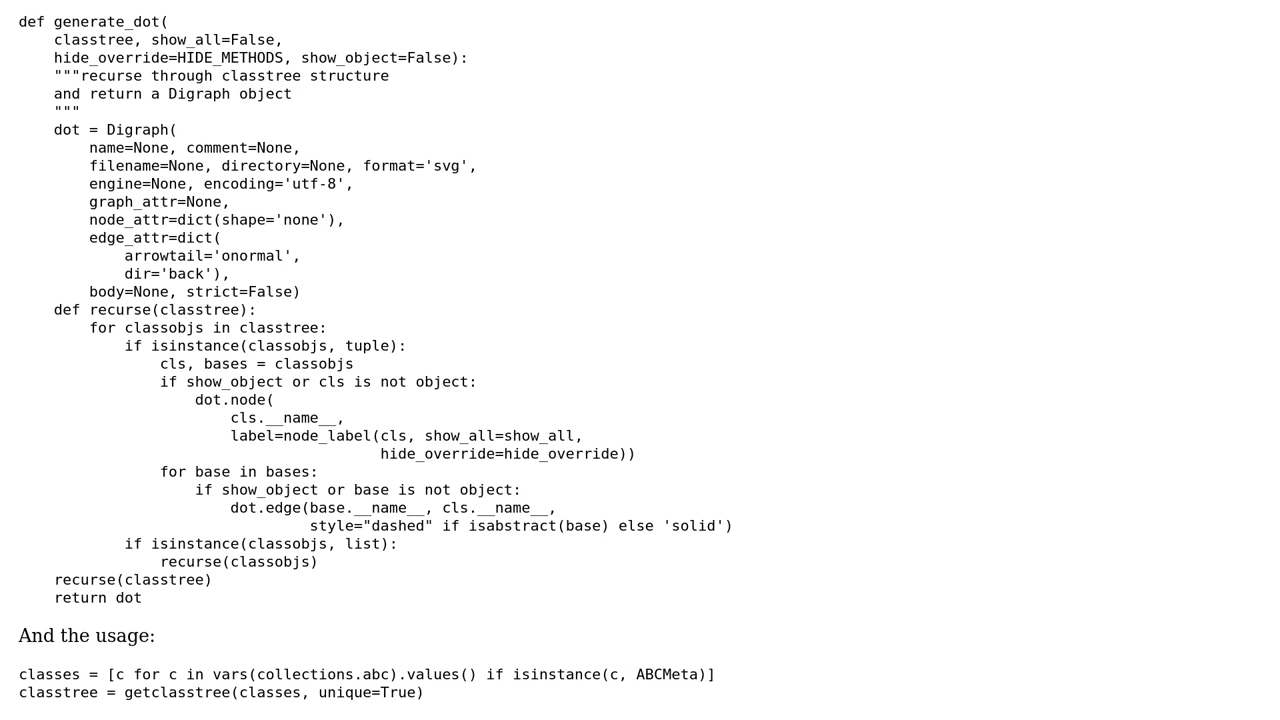 def generate_dot(
    classtree, show_all=False,
    hide_override=HIDE_METHODS, show_object=False):
    """recurse through classtree structure
    and return a Digraph object
    """
    dot = Digraph(
        name=None, comment=None,
        filename=None, directory=None, format='svg',
        engine=None, encoding='utf-8',
        graph_attr=None,
        node_attr=dict(shape='none'),
        edge_attr=dict(
            arrowtail='onormal',
            dir='back'),
        body=None, strict=False)
    def recurse(classtree):
        for classobjs in classtree:
            if isinstance(classobjs, tuple):
                cls, bases = classobjs
                if show_object or cls is not object:
                    dot.node(
                        cls.__name__,
                        label=node_label(cls, show_all=show_all,
                                         hide_override=hide_override))
                for base in bases:
                    if show_object or base is not object:
                        dot.edge(base.__name__, cls.__name__,
                                 style="dashed" if isabstract(base) else 'solid')
            if isinstance(classobjs, list):
                recurse(classobjs)
    recurse(classtree)
    return dot
And the usage:
classes = [c for c in vars(collections.abc).values() if isinstance(c, ABCMeta)]
classtree = getclasstree(classes, unique=True)